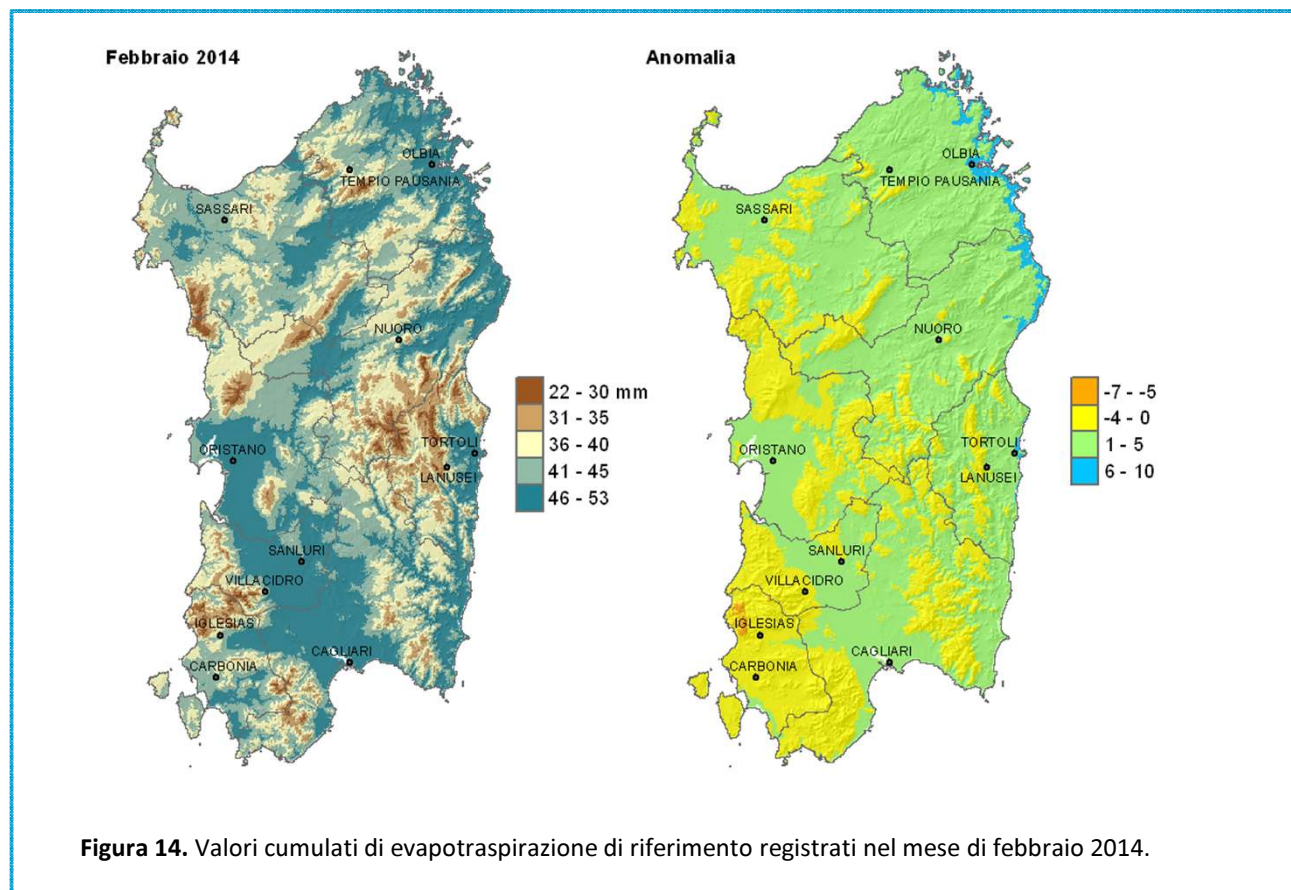 Febbraio 2014
OLBIA
TEMPIO PAUSANIA
SASSARI
NUORO
ORISTANO
TORTOLI
LANUSEI
SANLURI
VILLACIDRO
IGLESIAS
CAGLIARI
CARBONIA
22 - 30 mm
31 - 35
36 - 40
41 - 45
46 - 53
Anomalia
OLBIA
TEMPIO PAUSANIA
SASSARI
NUORO
ORISTANO
TORTOLI
LANUSEI
SANLURI
VILLACIDRO
IGLESIAS
CAGLIARI
CARBONIA
-7 - -5
-4 - 0
1 - 5
6 - 10
Figura 14. Valori cumulati di evapotraspirazione di riferimento registrati nel mese di febbraio 2014.